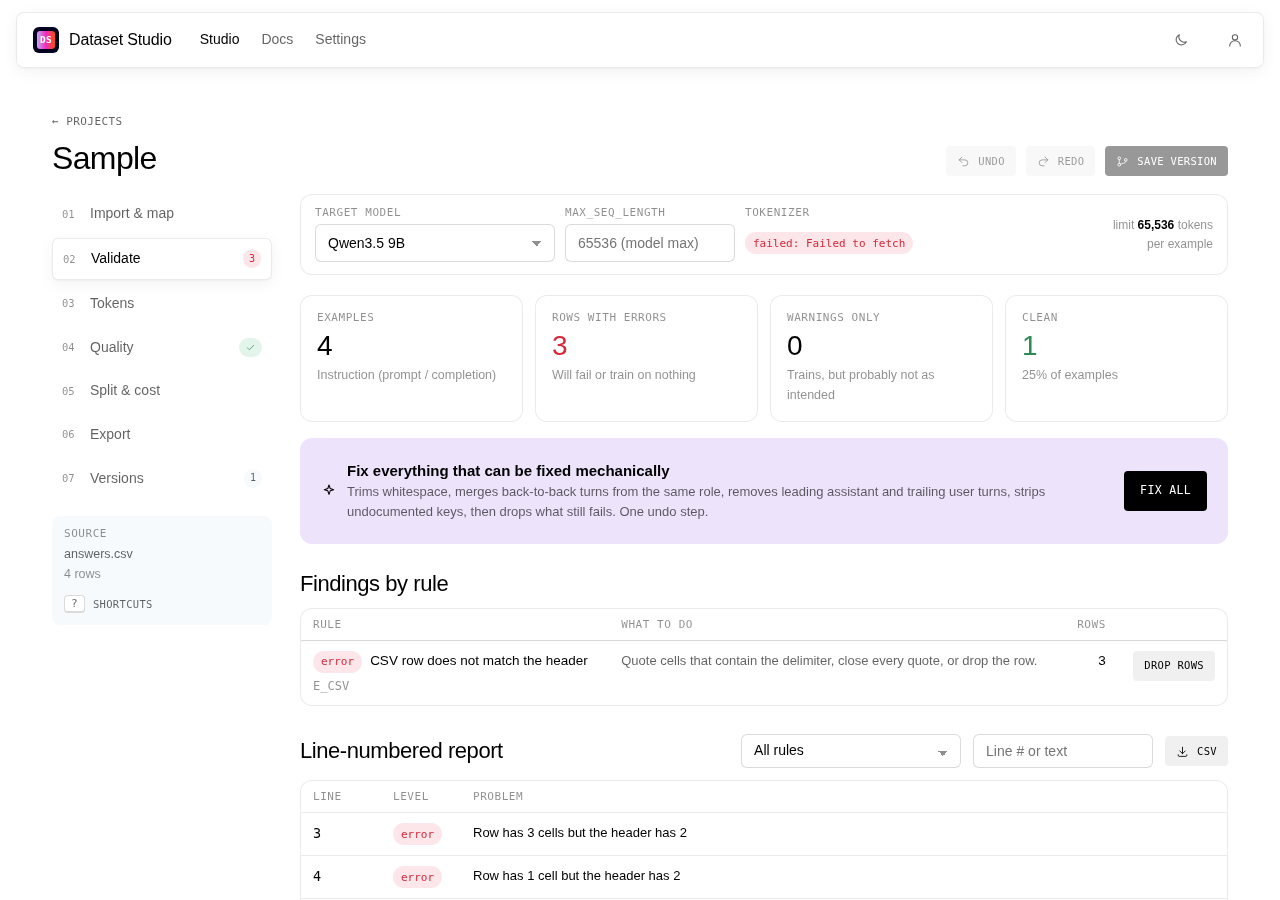 DS Dataset Studio Studio Docs Settings
← PROJECTS
Sample
UNDO REDO SAVE VERSION
01 Import & map
02 Validate 3
03 Tokens
04 Quality
05 Split & cost
06 Export
07 Versions 1
SOURCE
answers.csv
4 rows
? SHORTCUTS
TARGET MODEL MAX_SEQ_LENGTH TOKENIZER
Qwen3.5 9B 65536 (model max) failed: Failed to fetch
limit 65,536 tokens
per example
EXAMPLES
4
Instruction (prompt / completion)
ROWS WITH ERRORS
3
Will fail or train on nothing
WARNINGS ONLY
0
Trains, but probably not as
intended
CLEAN
1
25% of examples
Fix everything that can be fixed mechanically
Trims whitespace, merges back-to-back turns from the same role, removes leading assistant and trailing user turns, strips
undocumented keys, then drops what still fails. One undo step.
FIX ALL
Findings by rule
RULE WHAT TO DO ROWS
error CSV row does not match the header Quote cells that contain the delimiter, close every quote, or drop the row. 3 DROP ROWS
E_CSV
Line-numbered report All rules Line # or text CSV
LINE LEVEL PROBLEM
3 error Row has 3 cells but the header has 2
4 error Row has 1 cell but the header has 2